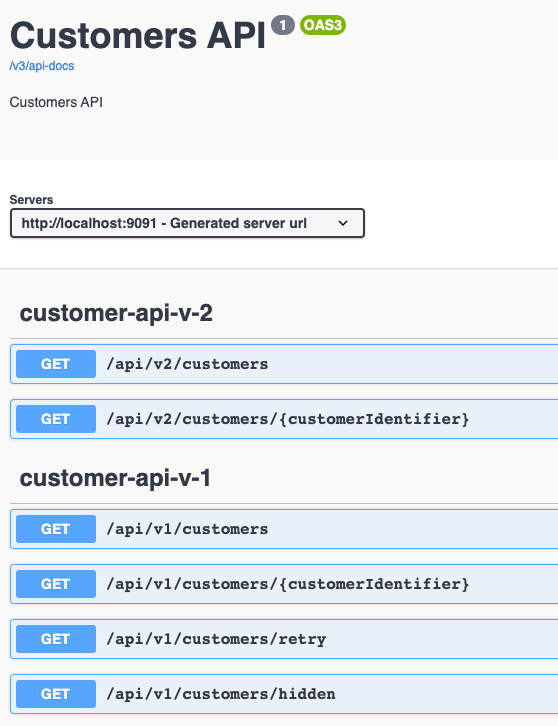 Customers API 1 OAS3
/v3/api-docs
Customers API
Servers
http://localhost:9091 - Generated server url
customer-api-v-2
GET /api/v2/customers
GET /api/v2/customers/{customerIdentifier}
customer-api-v-1
GET /api/v1/customers
GET /api/v1/customers/{customerIdentifier}
GET /api/v1/customers/retry
GET /api/v1/customers/hidden